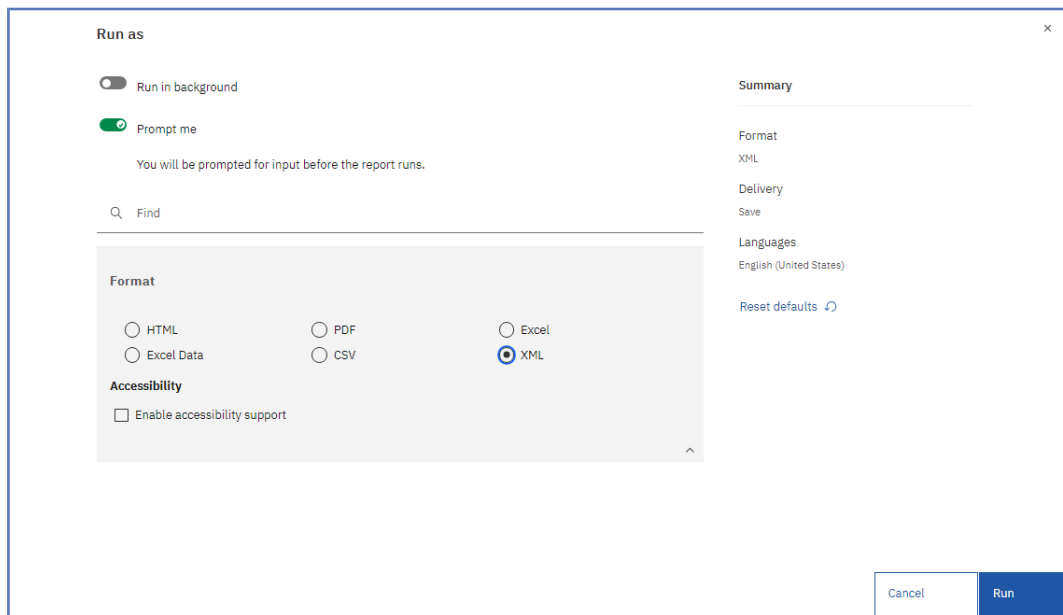 Run as
Run in background
Prompt me
You will be prompted for input before the report runs.
Find
Format
HTML
PDF
Excel
Excel Data
CSV
XML
Accessibility
Enable accessibility support
Summary
Format
XML
Delivery
Save
Languages
English (United States)
Reset defaults
Cancel
Run